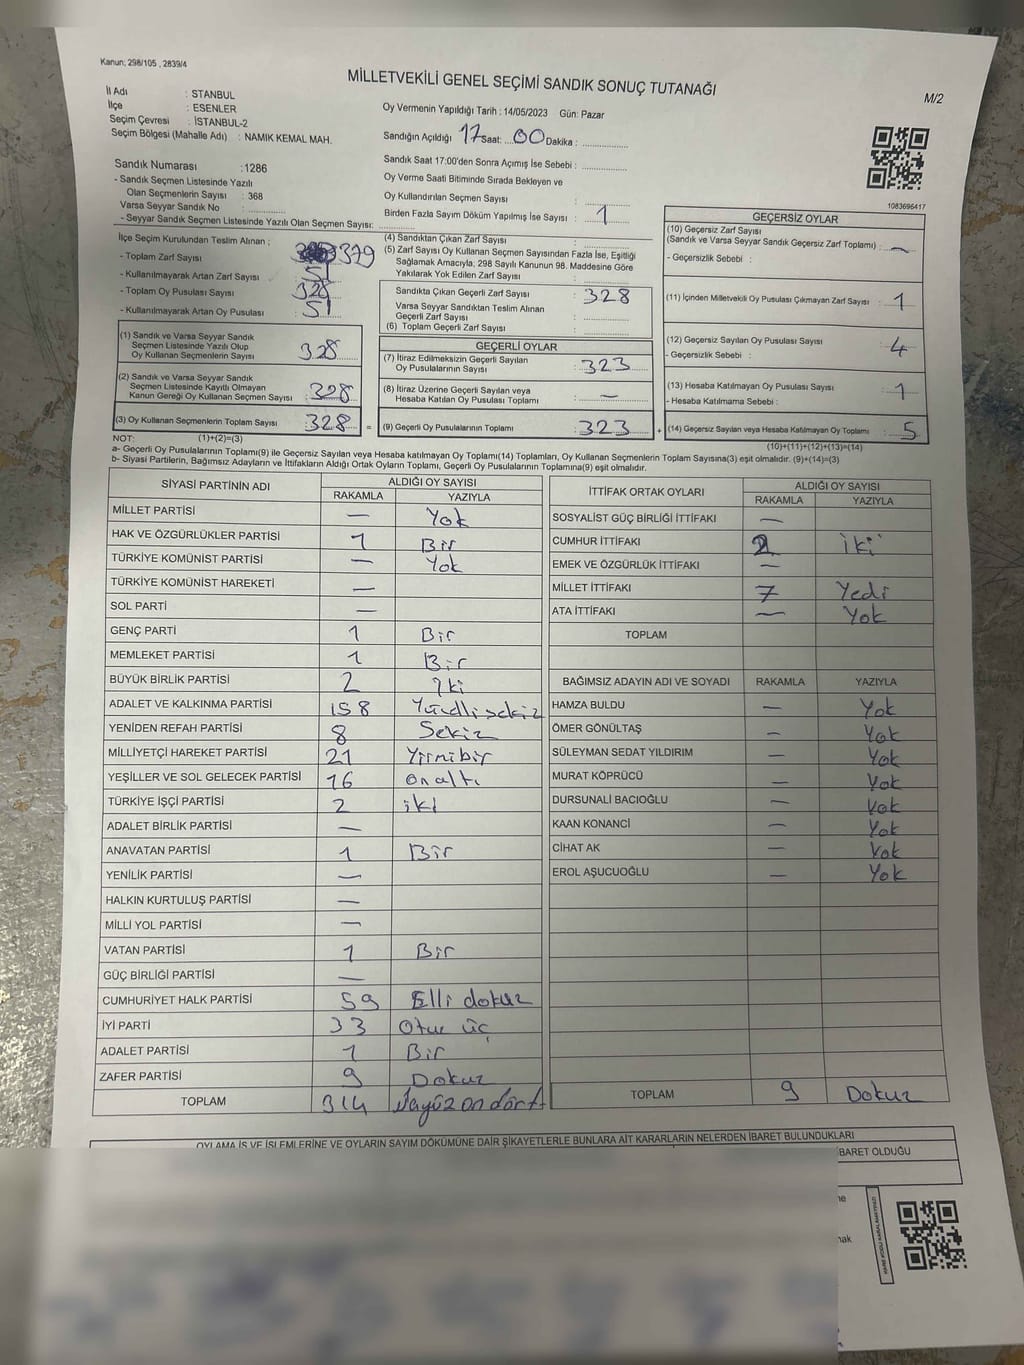 Kanun; 298/105 , 2839/4
MİLLETVEKİLİ GENEL SEÇİMİ SANDIK SONUÇ TUTANAĞI
M/2
İl Adı : STANBUL
İlçe : ESENLER
Seçim Çevresi : İSTANBUL-2
Seçim Bölgesi (Mahalle Adı) : NAMIK KEMAL MAH.
Oy Vermenin Yapıldığı Tarih : 14/05/2023 Gün: Pazar
Sandığın Açıldığı 17 Saat: 00 Dakika :
Sandık Saat 17:00'den Sonra Açımış İse Sebebi :
Oy Verme Saati Bitiminde Sırada Bekleyen ve
Oy Kullandırılan Seçmen Sayısı :
Birden Fazla Sayım Döküm Yapılmış İse Sayısı : 1
Sandık Numarası : 1286
- Sandık Seçmen Listesinde Yazılı
Olan Seçmenlerin Sayısı : 368
Varsa Seyyar Sandık No :
- Seyyar Sandık Seçmen Listesinde Yazılı Olan Seçmen Sayısı:
1083696417
İlçe Seçim Kurulundan Teslim Alınan ;
- Toplam Zarf Sayısı : 379
- Kullanılmayarak Artan Zarf Sayısı : 51
- Toplam Oy Pusulası Sayısı : 328
- Kullanılmayarak Artan Oy Pusulası : 51
(1) Sandık ve Varsa Seyyar Sandık
Seçmen Listesinde Yazılı Olup
Oy Kullanan Seçmenlerin Sayısı : 328
(2) Sandık ve Varsa Seyyar Sandık
Seçmen Listesinde Kayıtlı Olmayan
Kanun Gereği Oy Kullanan Seçmen Sayısı : 328
(3) Oy Kullanan Seçmenlerin Toplam Sayısı : 328 =
(4) Sandıktan Çıkan Zarf Sayısı :
(5) Zarf Sayısı Oy Kullanan Seçmen Sayısından Fazla İse, Eşitliği
Sağlamak Amacıyla, 298 Sayılı Kanunun 98. Maddesine Göre
Yakılarak Yok Edilen Zarf Sayısı :
Sandıkta Çıkan Geçerli Zarf Sayısı : 328
Varsa Seyyar Sandıktan Teslim Alınan
Geçerli Zarf Sayısı :
(6) Toplam Geçerli Zarf Sayısı :
GEÇERLİ OYLAR
(7) İtiraz Edilmeksizin Geçerli Sayılan
Oy Pusulalarının Sayısı : 323
(8) İtiraz Üzerine Geçerli Sayılan veya
Hesaba Katılan Oy Pusulası Toplamı : —
(9) Geçerli Oy Pusulalarının Toplamı : 323 +
GEÇERSİZ OYLAR
(10) Geçersiz Zarf Sayısı
(Sandık ve Varsa Seyyar Sandık Geçersiz Zarf Toplamı) : —
- Geçersizlik Sebebi :
(11) İçinden Milletvekili Oy Pusulası Çıkmayan Zarf Sayısı : 1
(12) Geçersiz Sayılan Oy Pusulası Sayısı : 4
- Geçersizlik Sebebi :
(13) Hesaba Katılmayan Oy Pusulası Sayısı : 1
- Hesaba Katılmama Sebebi :
(14) Geçersiz Sayılan veya Hesaba Katılmayan Oy Toplamı : 5
NOT: (1)+(2)=(3) (10)+(11)+(12)+(13)=(14)
a- Geçerli Oy Pusulalarının Toplamı(9) ile Geçersiz Sayılan veya Hesaba katılmayan Oy Toplamı(14) Toplamları, Oy Kullanan Seçmenlerin Toplam Sayısına(3) eşit olmalıdır. (9)+(14)=(3)
b- Siyasi Partilerin, Bağımsız Adayların ve İttifakların Aldığı Ortak Oyların Toplamı, Geçerli Oy Pusulalarının Toplamına(9) eşit olmalıdır.
SİYASİ PARTİNİN ADI ALDIĞI OY SAYISI
RAKAMLA YAZIYLA
MİLLET PARTİSİ — Yok
HAK VE ÖZGÜRLÜKLER PARTİSİ 1 Bir
TÜRKİYE KOMÜNİST PARTİSİ — Yok
TÜRKİYE KOMÜNİST HAREKETİ —
SOL PARTİ —
GENÇ PARTİ 1 Bir
MEMLEKET PARTİSİ 1 Bir
BÜYÜK BİRLİK PARTİSİ 2 İki
ADALET VE KALKINMA PARTİSİ 158
YENİDEN REFAH PARTİSİ 8 Sekiz
MİLLİYETÇİ HAREKET PARTİSİ 21 Yirmibir
YEŞİLLER VE SOL GELECEK PARTİSİ 16 onaltı
TÜRKİYE İŞÇİ PARTİSİ 2 iki
ADALET BİRLİK PARTİSİ —
ANAVATAN PARTİSİ 1 Bir
YENİLİK PARTİSİ —
HALKIN KURTULUŞ PARTİSİ —
MİLLİ YOL PARTİSİ —
VATAN PARTİSİ 1 Bir
GÜÇ BİRLİĞİ PARTİSİ —
CUMHURİYET HALK PARTİSİ 59 Elli dokuz
İYİ PARTİ 33 Otuz üç
ADALET PARTİSİ 1 Bir
ZAFER PARTİSİ 9 Dokuz
TOPLAM 314
İTTİFAK ORTAK OYLARI ALDIĞI OY SAYISI
RAKAMLA YAZIYLA
SOSYALİST GÜÇ BİRLİĞİ İTTİFAKI —
CUMHUR İTTİFAKI 2 iki
EMEK VE ÖZGÜRLÜK İTTİFAKI —
MİLLET İTTİFAKI 7 Yedi
ATA İTTİFAKI — Yok
TOPLAM
BAĞIMSIZ ADAYIN ADI VE SOYADI RAKAMLA YAZIYLA
HAMZA BULDU — Yok
ÖMER GÖNÜLTAŞ — Yok
SÜLEYMAN SEDAT YILDIRIM — Yok
MURAT KÖPRÜCÜ — Yok
DURSUNALİ BACIOĞLU — Yok
KAAN KONANCİ — Yok
CİHAT AK — Yok
EROL AŞUCUOĞLU — Yok
TOPLAM 9 Dokuz
OYLAMA İŞ VE İŞLEMLERİNE VE OYLARIN SAYIM DÖKÜMÜNE DAİR ŞİKAYETLERLE BUNLARA AİT KARARLARIN NELERDEN İBARET BULUNDUKLARI
BARET OLDUĞU